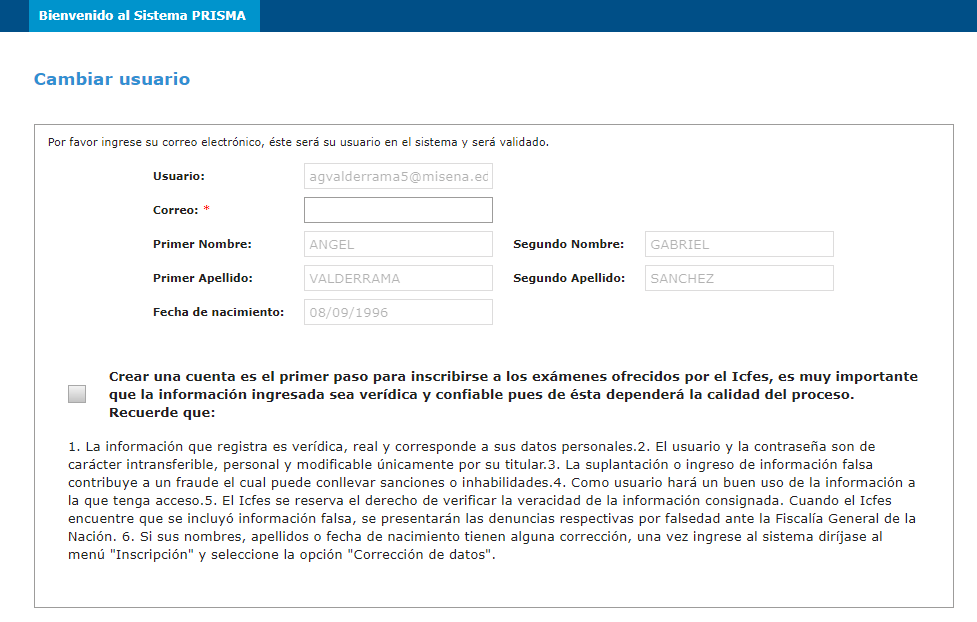 Bienvenido al Sistema PRISMA
Cambiar usuario
Por favor ingrese su correo electrónico, éste será su usuario en el sistema y será validado.
Usuario: agvalderrama5@misena.ed
Correo: *
Primer Nombre: ANGEL Segundo Nombre: GABRIEL
Primer Apellido: VALDERRAMA Segundo Apellido: SANCHEZ
Fecha de nacimiento: 08/09/1996
Crear una cuenta es el primer paso para inscribirse a los exámenes ofrecidos por el Icfes, es muy importante
que la información ingresada sea verídica y confiable pues de ésta dependerá la calidad del proceso.
Recuerde que:
1. La información que registra es verídica, real y corresponde a sus datos personales.2. El usuario y la contraseña son de
carácter intransferible, personal y modificable únicamente por su titular.3. La suplantación o ingreso de información falsa
contribuye a un fraude el cual puede conllevar sanciones o inhabilidades.4. Como usuario hará un buen uso de la información a
la que tenga acceso.5. El Icfes se reserva el derecho de verificar la veracidad de la información consignada. Cuando el Icfes
encuentre que se incluyó información falsa, se presentarán las denuncias respectivas por falsedad ante la Fiscalía General de la
Nación. 6. Si sus nombres, apellidos o fecha de nacimiento tienen alguna corrección, una vez ingrese al sistema diríjase al
menú "Inscripción" y seleccione la opción "Corrección de datos".